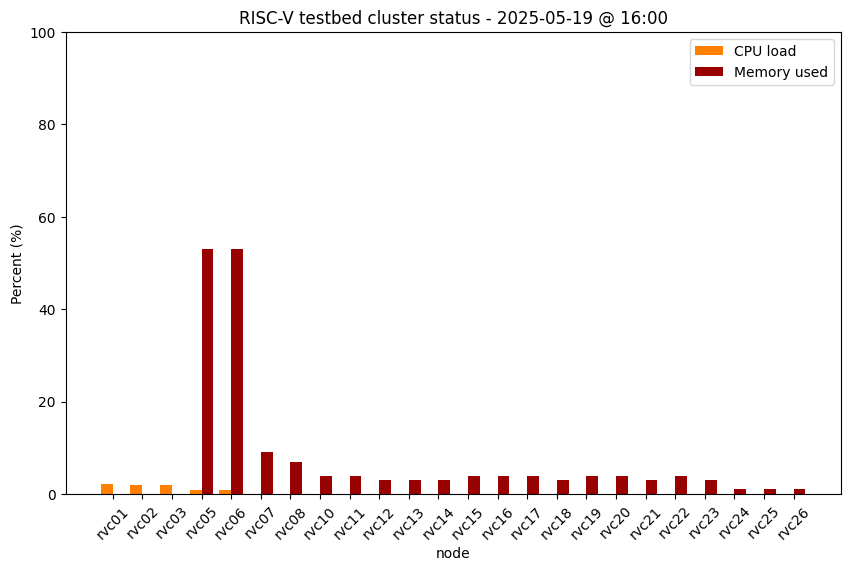 RISC-V testbed cluster status - 2025-05-19 @ 16:00
CPU load
Memory used
Percent (%)
100
80
60
40
20
0
rvc01 rvc02 rvc03 rvc05 rvc06 rvc07 rvc08 rvc10 rvc11 rvc12 rvc13 rvc14 rvc15 rvc16 rvc17 rvc18 rvc19 rvc20 rvc21 rvc22 rvc23 rvc24 rvc25 rvc26
node